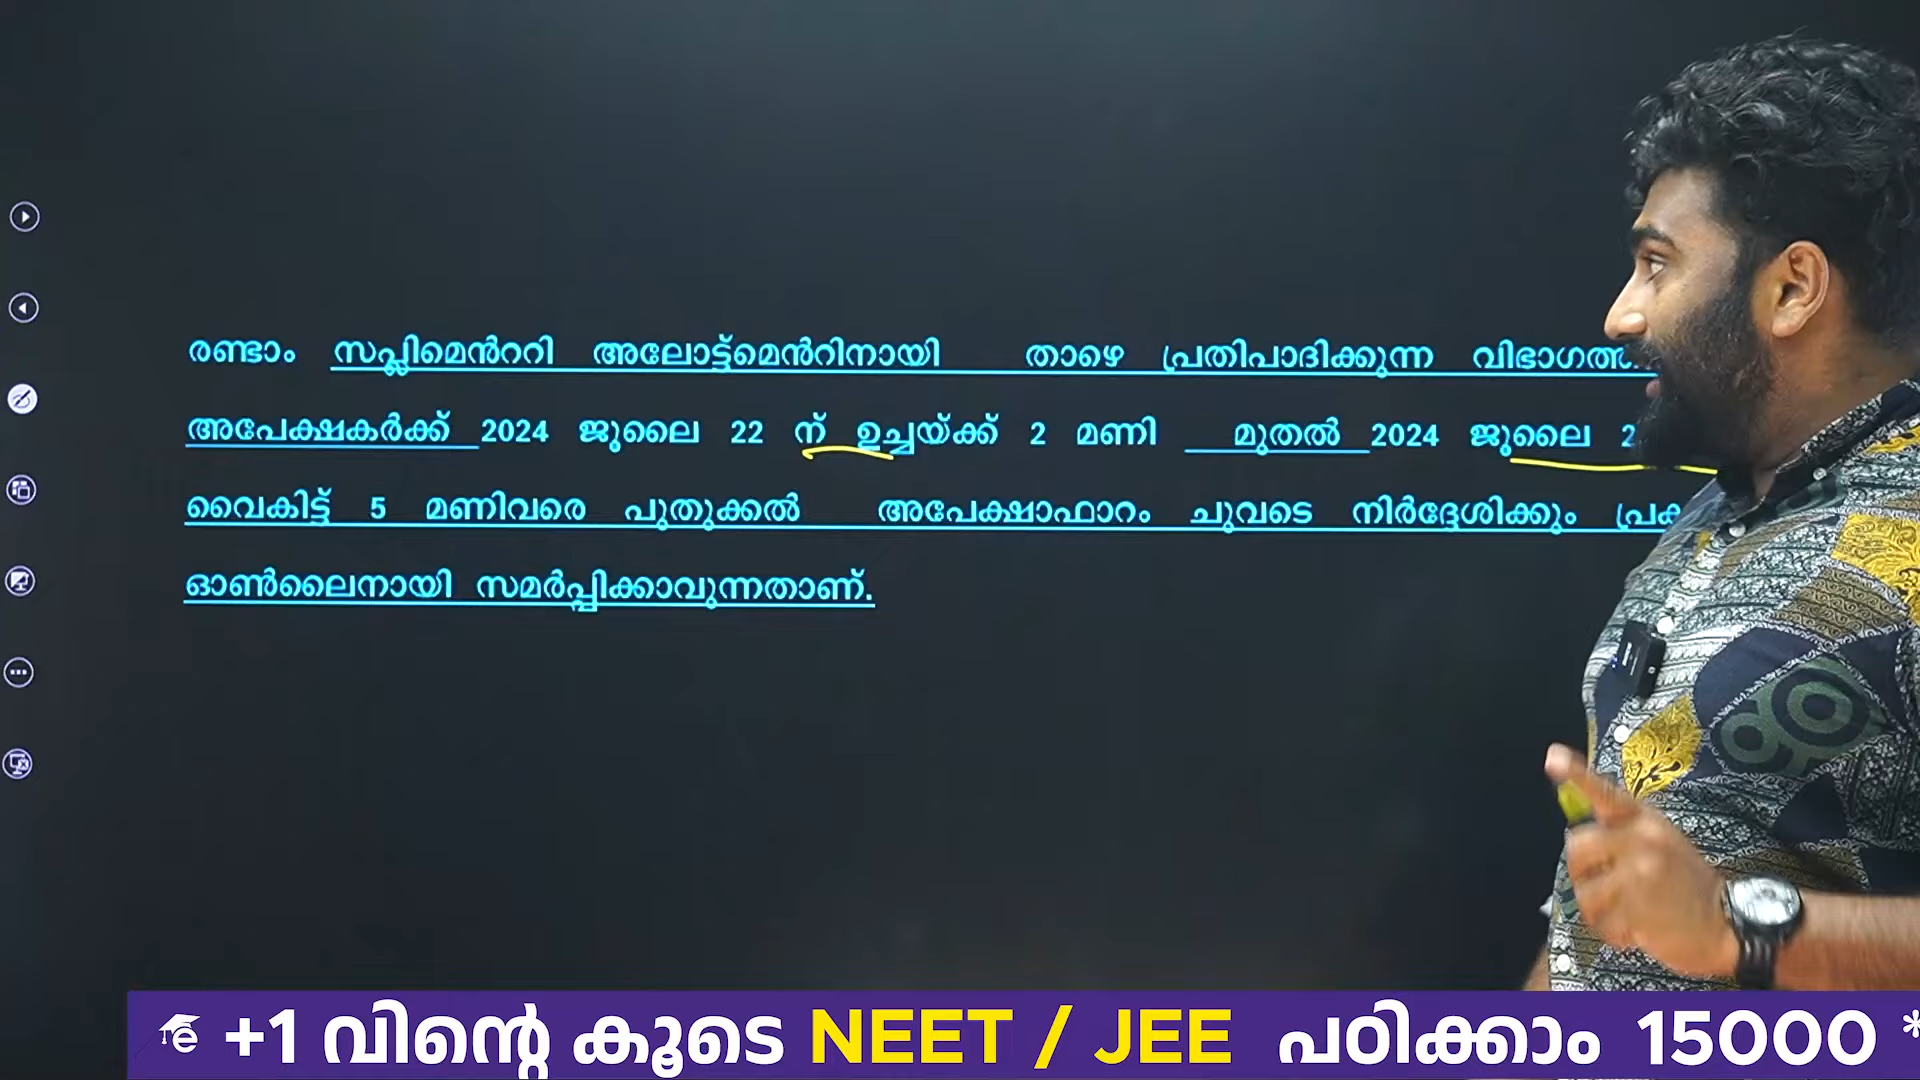 രണ്ടാം സപ്ലിമെൻററി അലോട്ട്മെൻറിനായി താഴെ പ്രതിപാദിക്കുന്ന
അപേക്ഷകർക്ക് 2024 ജൂലൈ 22 ന് ഉച്ചയ്ക്ക് 2 മണി മുതൽ 2024 ജൂലൈ
വൈകിട്ട് 5 മണിവരെ പുതുക്കൽ അപേക്ഷാഫാറം ചുവടെ നിർദ്ദേശിക്കും
ഓൺലൈനായി സമർപ്പിക്കാവുന്നതാണ്.
+1 വിന്റെ കൂടെ NEET / JEE പഠിക്കാം 15000 *